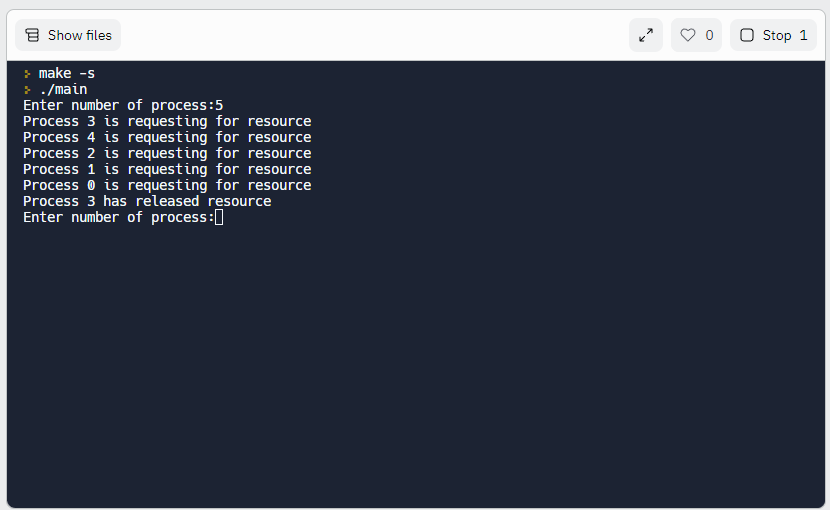 Show files
0
Stop 1
make -s
./main
Enter number of process:5
Process 3 is requesting for resource
Process 4 is requesting for resource
Process 2 is requesting for resource
Process 1 is requesting for resource
Process 0 is requesting for resource
Process 3 has released resource
Enter number of process: